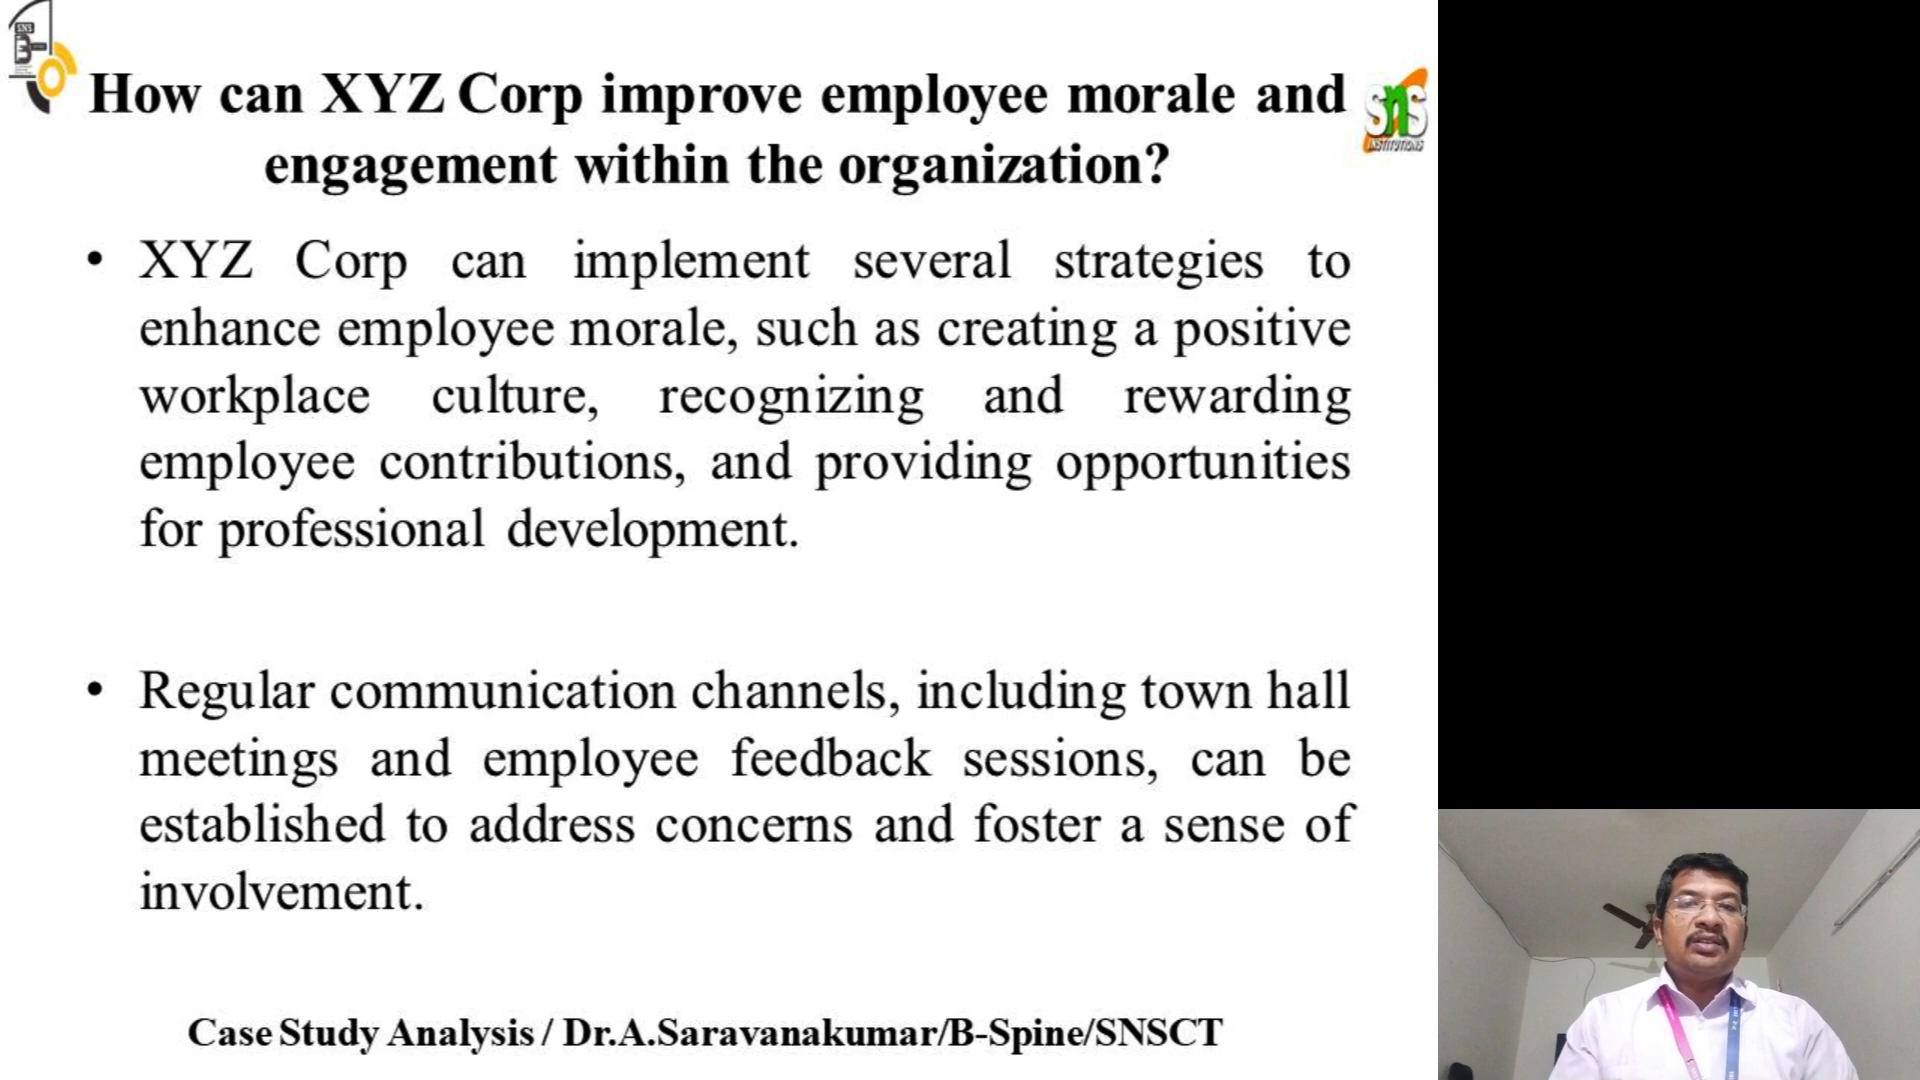 SNS
B
How can XYZ Corp improve employee morale and
engagement within the organization?
SNS
INSTITUTIONS
• XYZ Corp can implement several strategies to
enhance employee morale, such as creating a positive
workplace culture, recognizing and rewarding
employee contributions, and providing opportunities
for professional development.
• Regular communication channels, including town hall
meetings and employee feedback sessions, can be
established to address concerns and foster a sense of
involvement.
Case Study Analysis / Dr.A.Saravanakumar/B-Spine/SNSCT